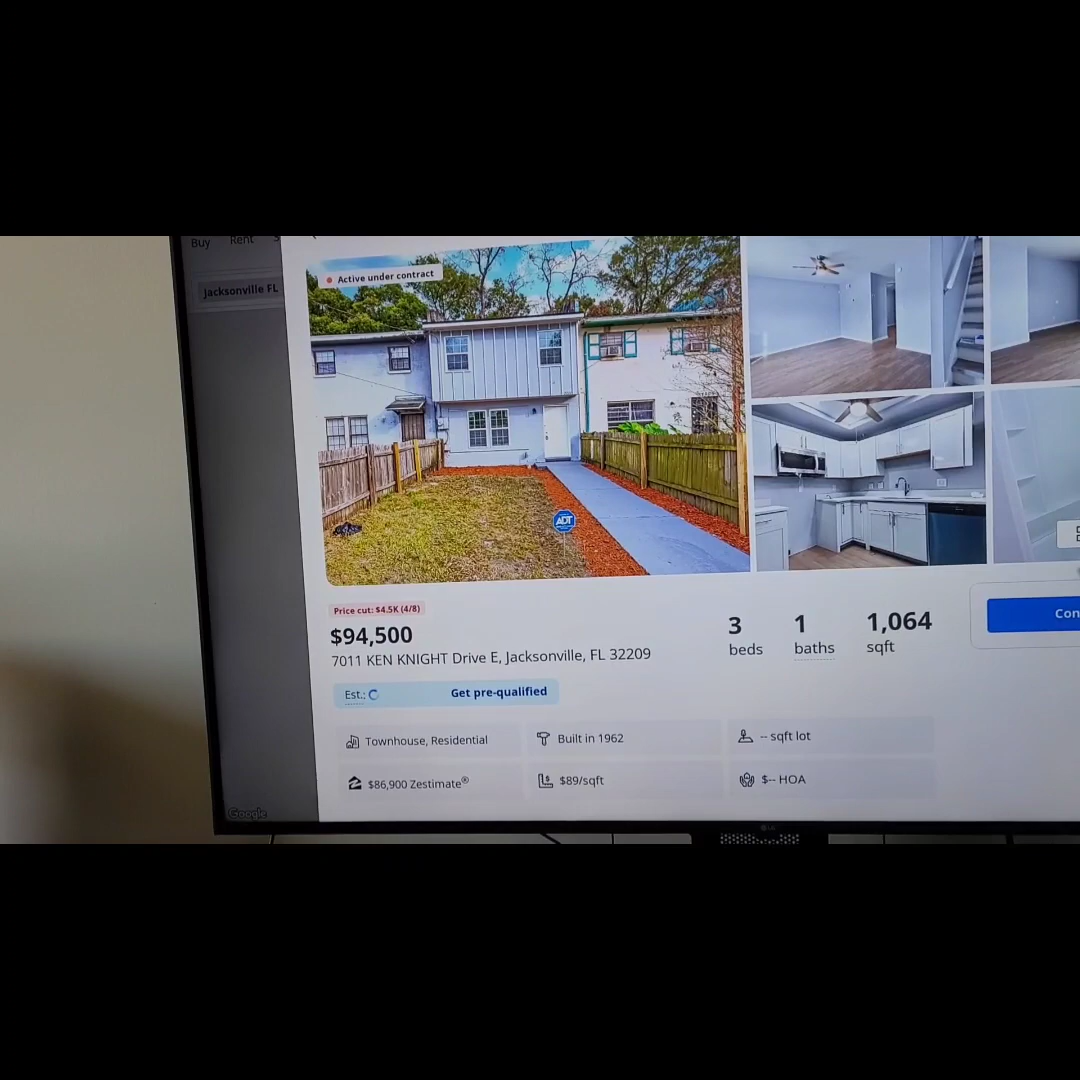 Buy Rent S
Jacksonville FL
Active under contract
ADT
Price cut: $4.5K (4/8)
$94,500
7011 KEN KNIGHT Drive E, Jacksonville, FL 32209
3 beds
1 baths
1,064 sqft
Con
Est.:
Get pre-qualified
Townhouse, Residential
Built in 1962
-- sqft lot
$86,900 Zestimate®
$89/sqft
$-- HOA
Google
LG